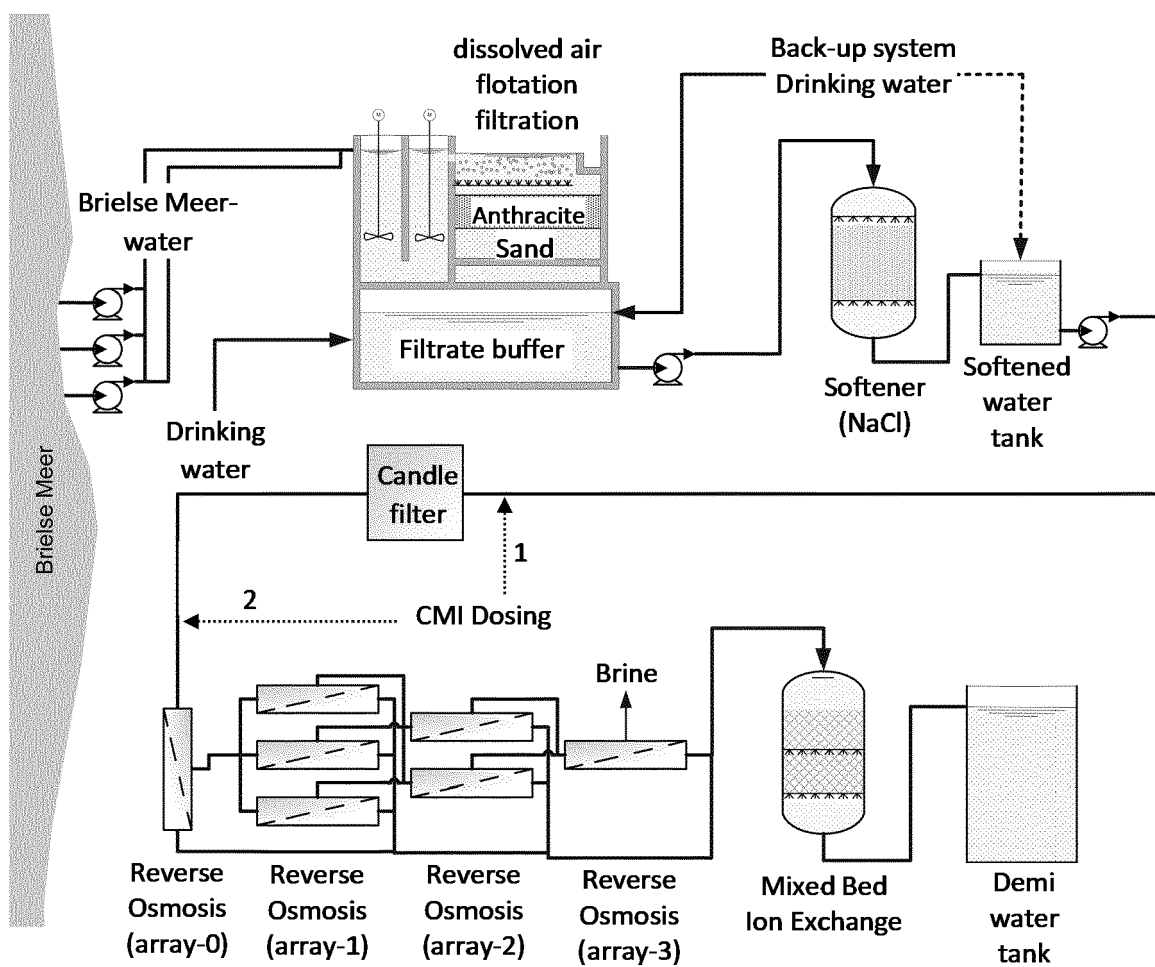 dissolved air
flotation
filtration
Back-up system
Drinking water
M
M
Brielse Meer-
water
Anthracite
Sand
Filtrate buffer
Softener
(NaCl)
Softened
water
tank
Drinking
water
Brielse Meer
Candle
filter
1
2
CMI Dosing
Brine
Reverse
Osmosis
(array-0)
Reverse
Osmosis
(array-1)
Reverse
Osmosis
(array-2)
Reverse
Osmosis
(array-3)
Mixed Bed
Ion Exchange
Demi
water
tank